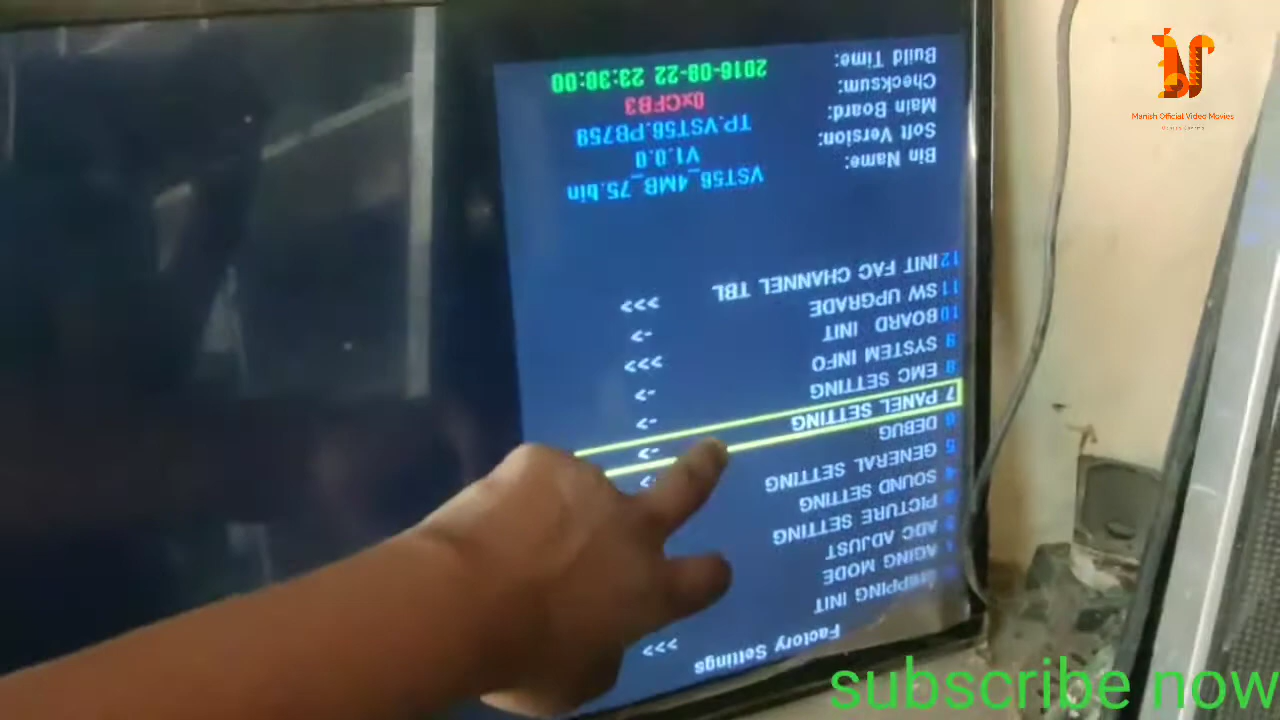 Factory Settings
SHIPPING INIT >>>
1 AGING MODE
2 ADC ADJUST
3 PICTURE SETTING
4 SOUND SETTING
5 GENERAL SETTING
6 DEBUG ->
7 PANEL SETTING ->
8 EMC SETTING ->
9 SYSTEM INFO ->
10 BOARD INIT >>>
11 SW UPGRADE ->
12 INIT FAC CHANNEL TBL >>>
Bin Name: VST56_4MB_75.bin
Soft Version: V1.0.0
Main Board: TP.VST56.PB758
Checksum: 0xCFB3
Build Time: 2016-08-22 23:30:00
Manish Official Video Movies
subscribe now